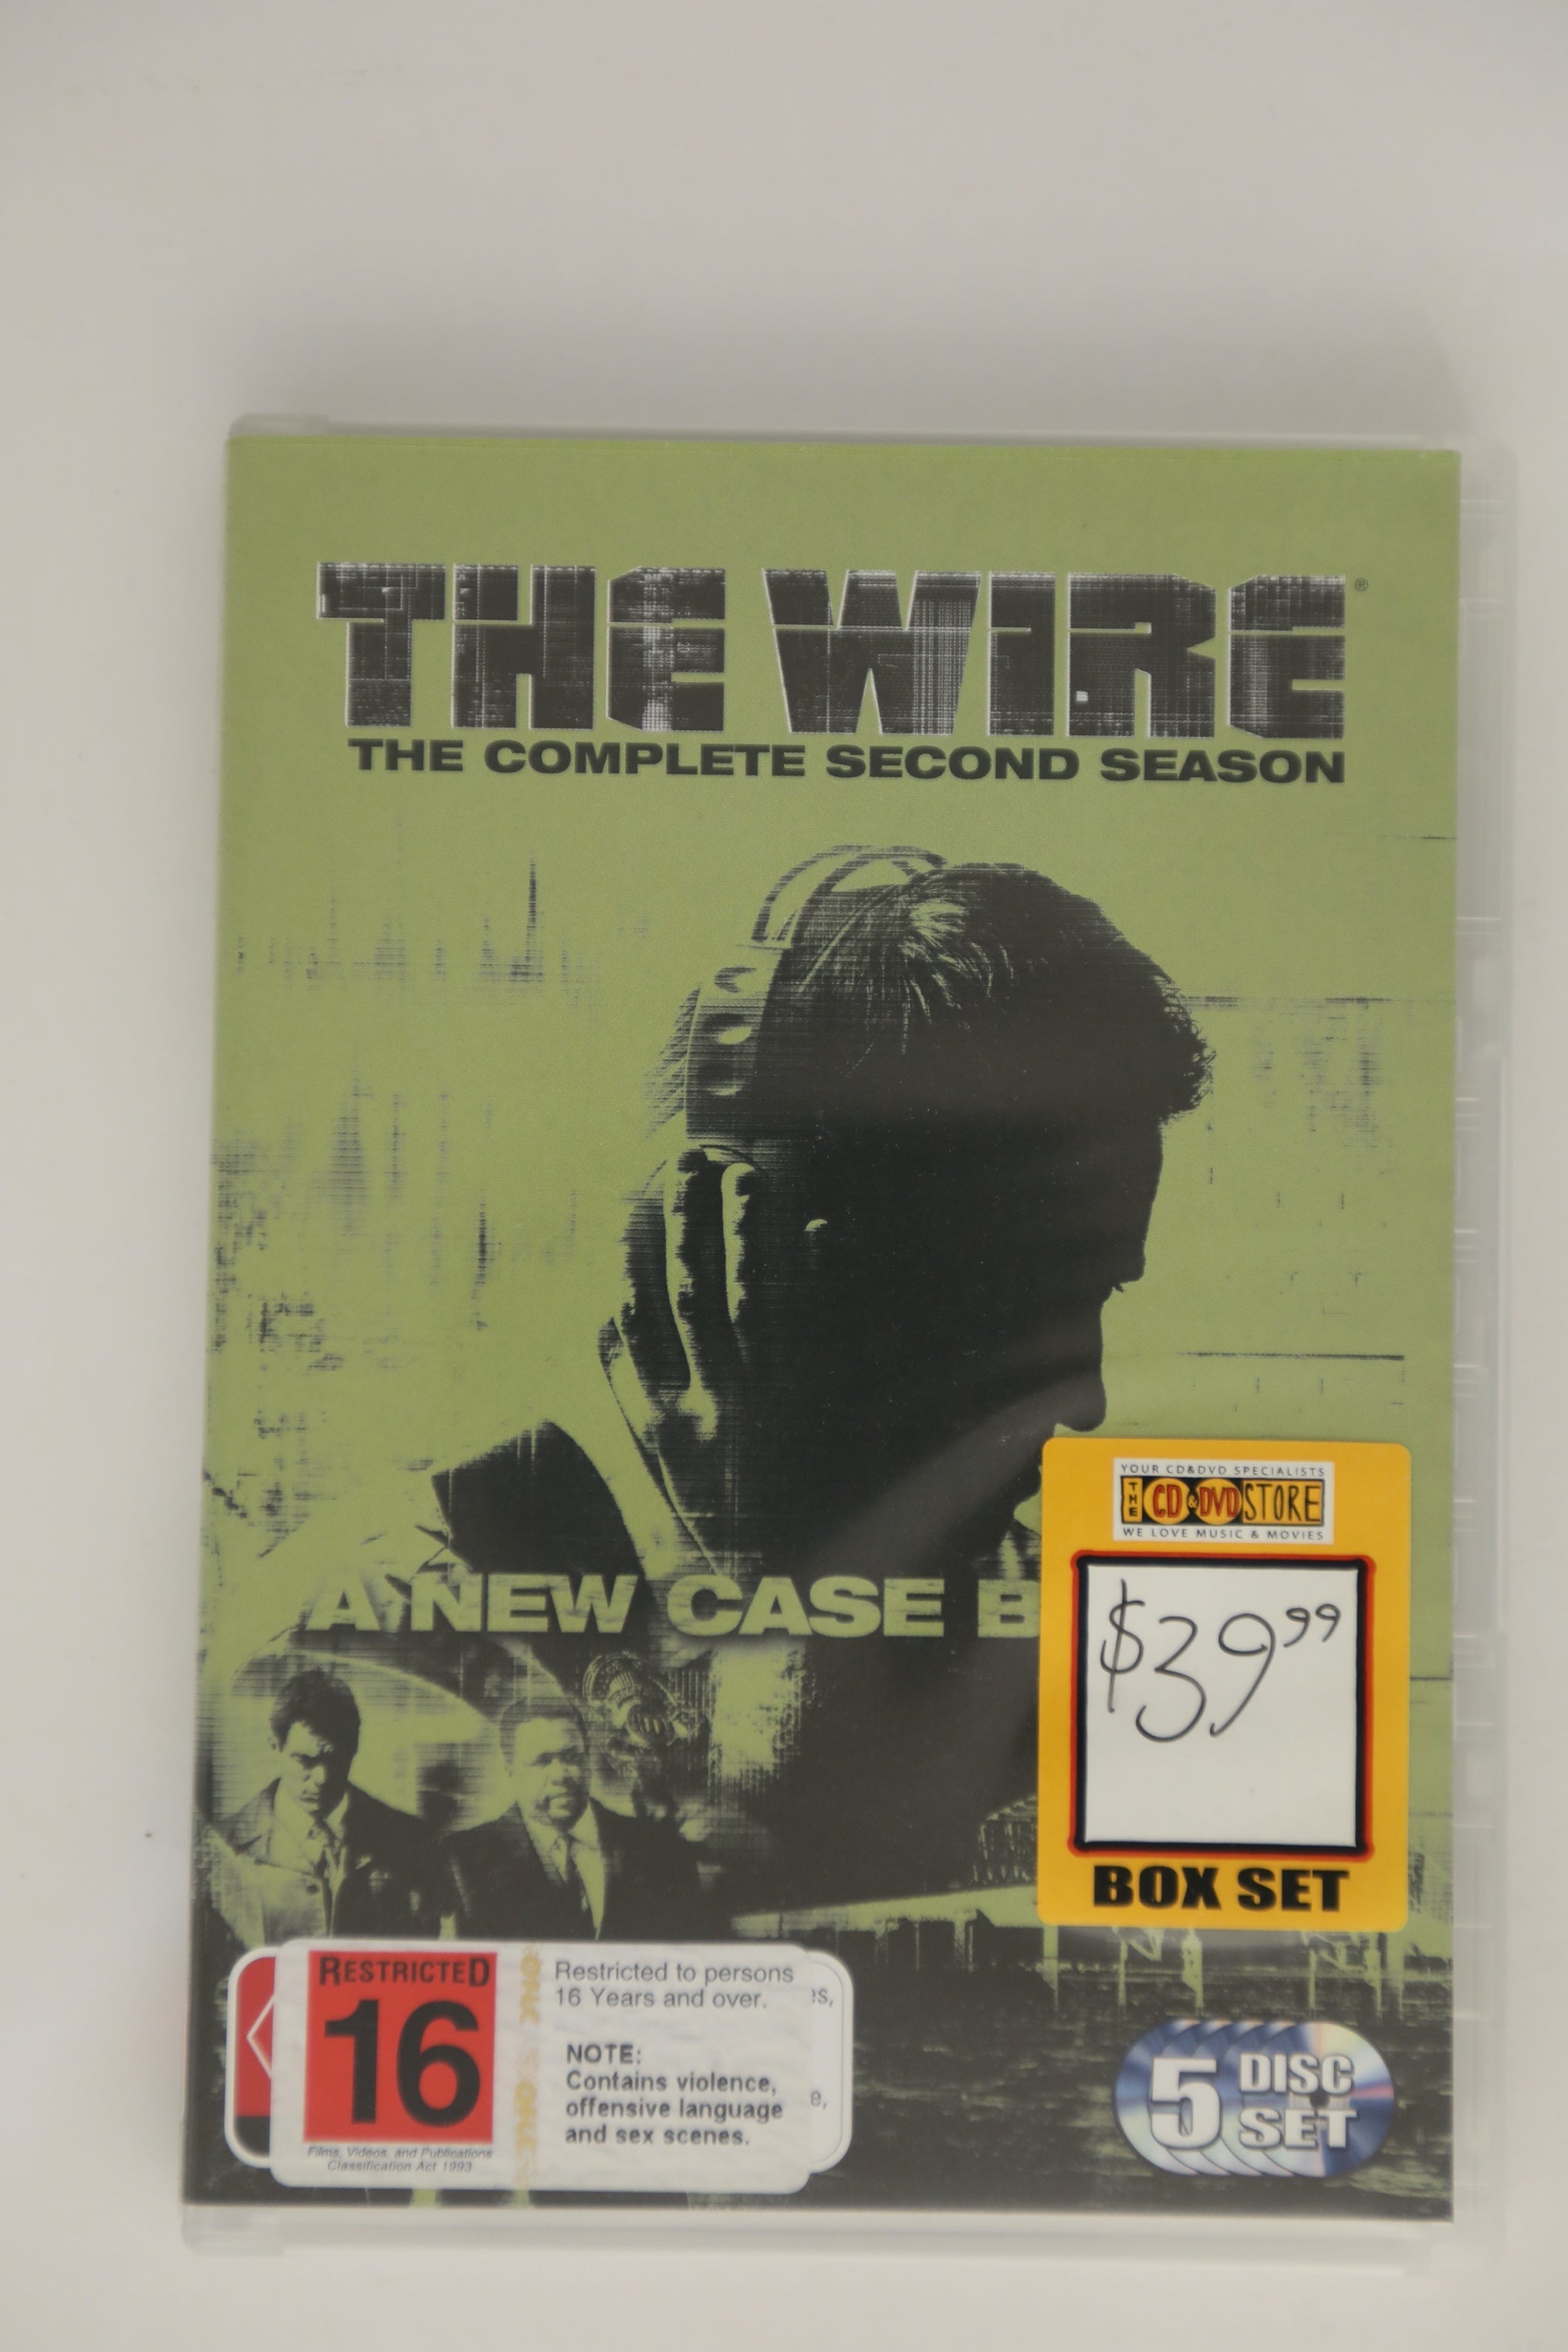 THE WIRE®
THE COMPLETE SECOND SEASON
A NEW CASE B
YOUR CD&DVD SPECIALISTS
THE CD&DVD STORE
WE LOVE MUSIC & MOVIES
$39.99
BOX SET
RESTRICTED
16
Films, Videos, and Publications
Classification Act 1993
Restricted to persons
16 Years and over.
NOTE:
Contains violence,
offensive language
and sex scenes.
5 DISC
SET